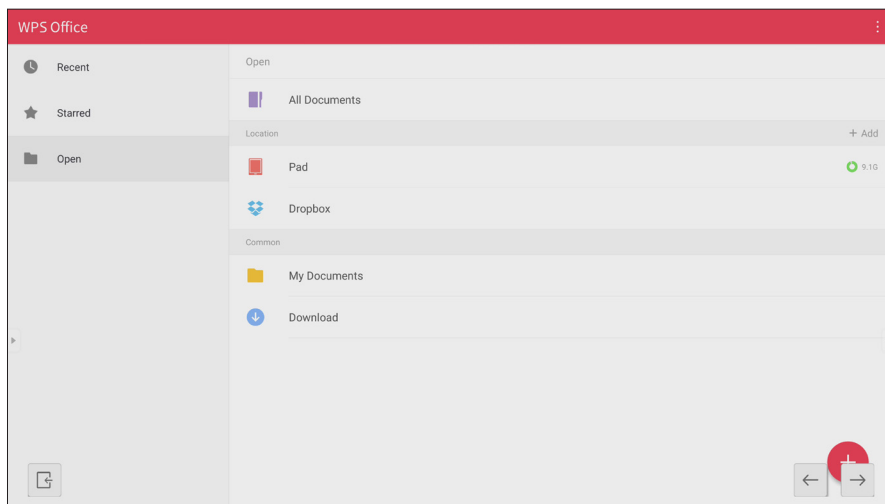 WPS Office
Recent
Starred
Open
Open
All Documents
Location
+ Add
Pad
9.1G
Dropbox
Common
My Documents
Download